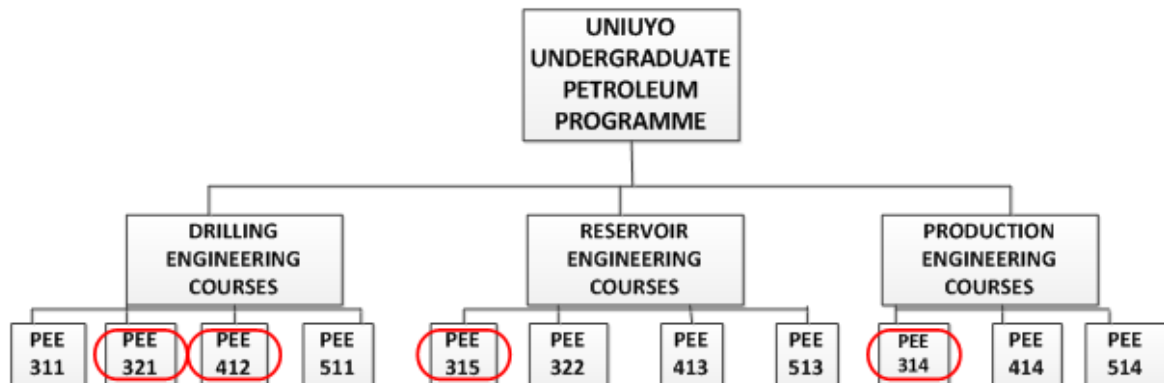 UNIUYO
UNDERGRADUATE
PETROLEUM
PROGRAMME
DRILLING
ENGINEERING
COURSES
RESERVOIR
ENGINEERING
COURSES
PRODUCTION
ENGINEERING
COURSES
PEE
311
PEE
321
PEE
412
PEE
511
PEE
315
PEE
322
PEE
413
PEE
513
PEE
314
PEE
414
PEE
514